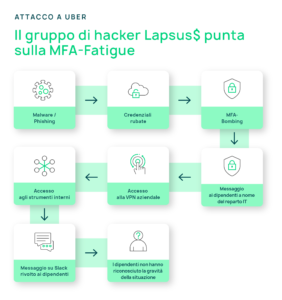 ATTACCO A UBER
Il gruppo di hacker Lapsus$ punta
sulla MFA-Fatigue
Malware /
Phishing
Credenziali
rubate
MFA-
Bombing
Messaggio
ai dipendenti a nome
del reparto IT
Accesso
alla VPN aziendale
Accesso
agli strumenti interni
Messaggio su Slack
rivolto ai dipendenti
I dipendenti non hanno
riconosciuto la gravità
della situazione